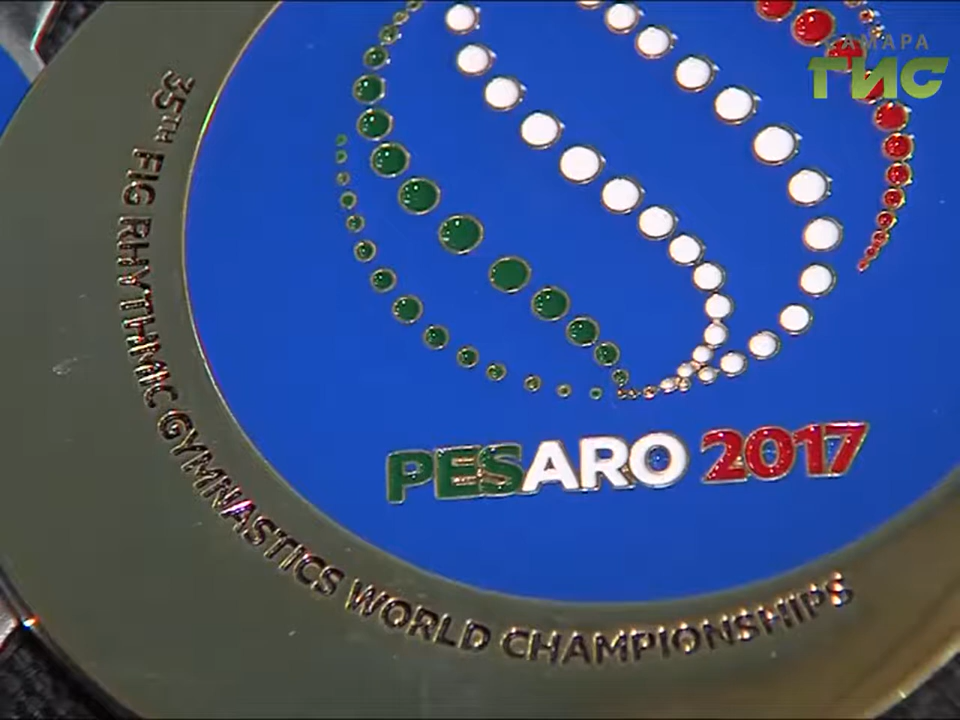 САМАРА
ГИС
35TH FIG RHYTHMIC GYMNASTICS WORLD CHAMPIONSHIPS
PESARO 2017